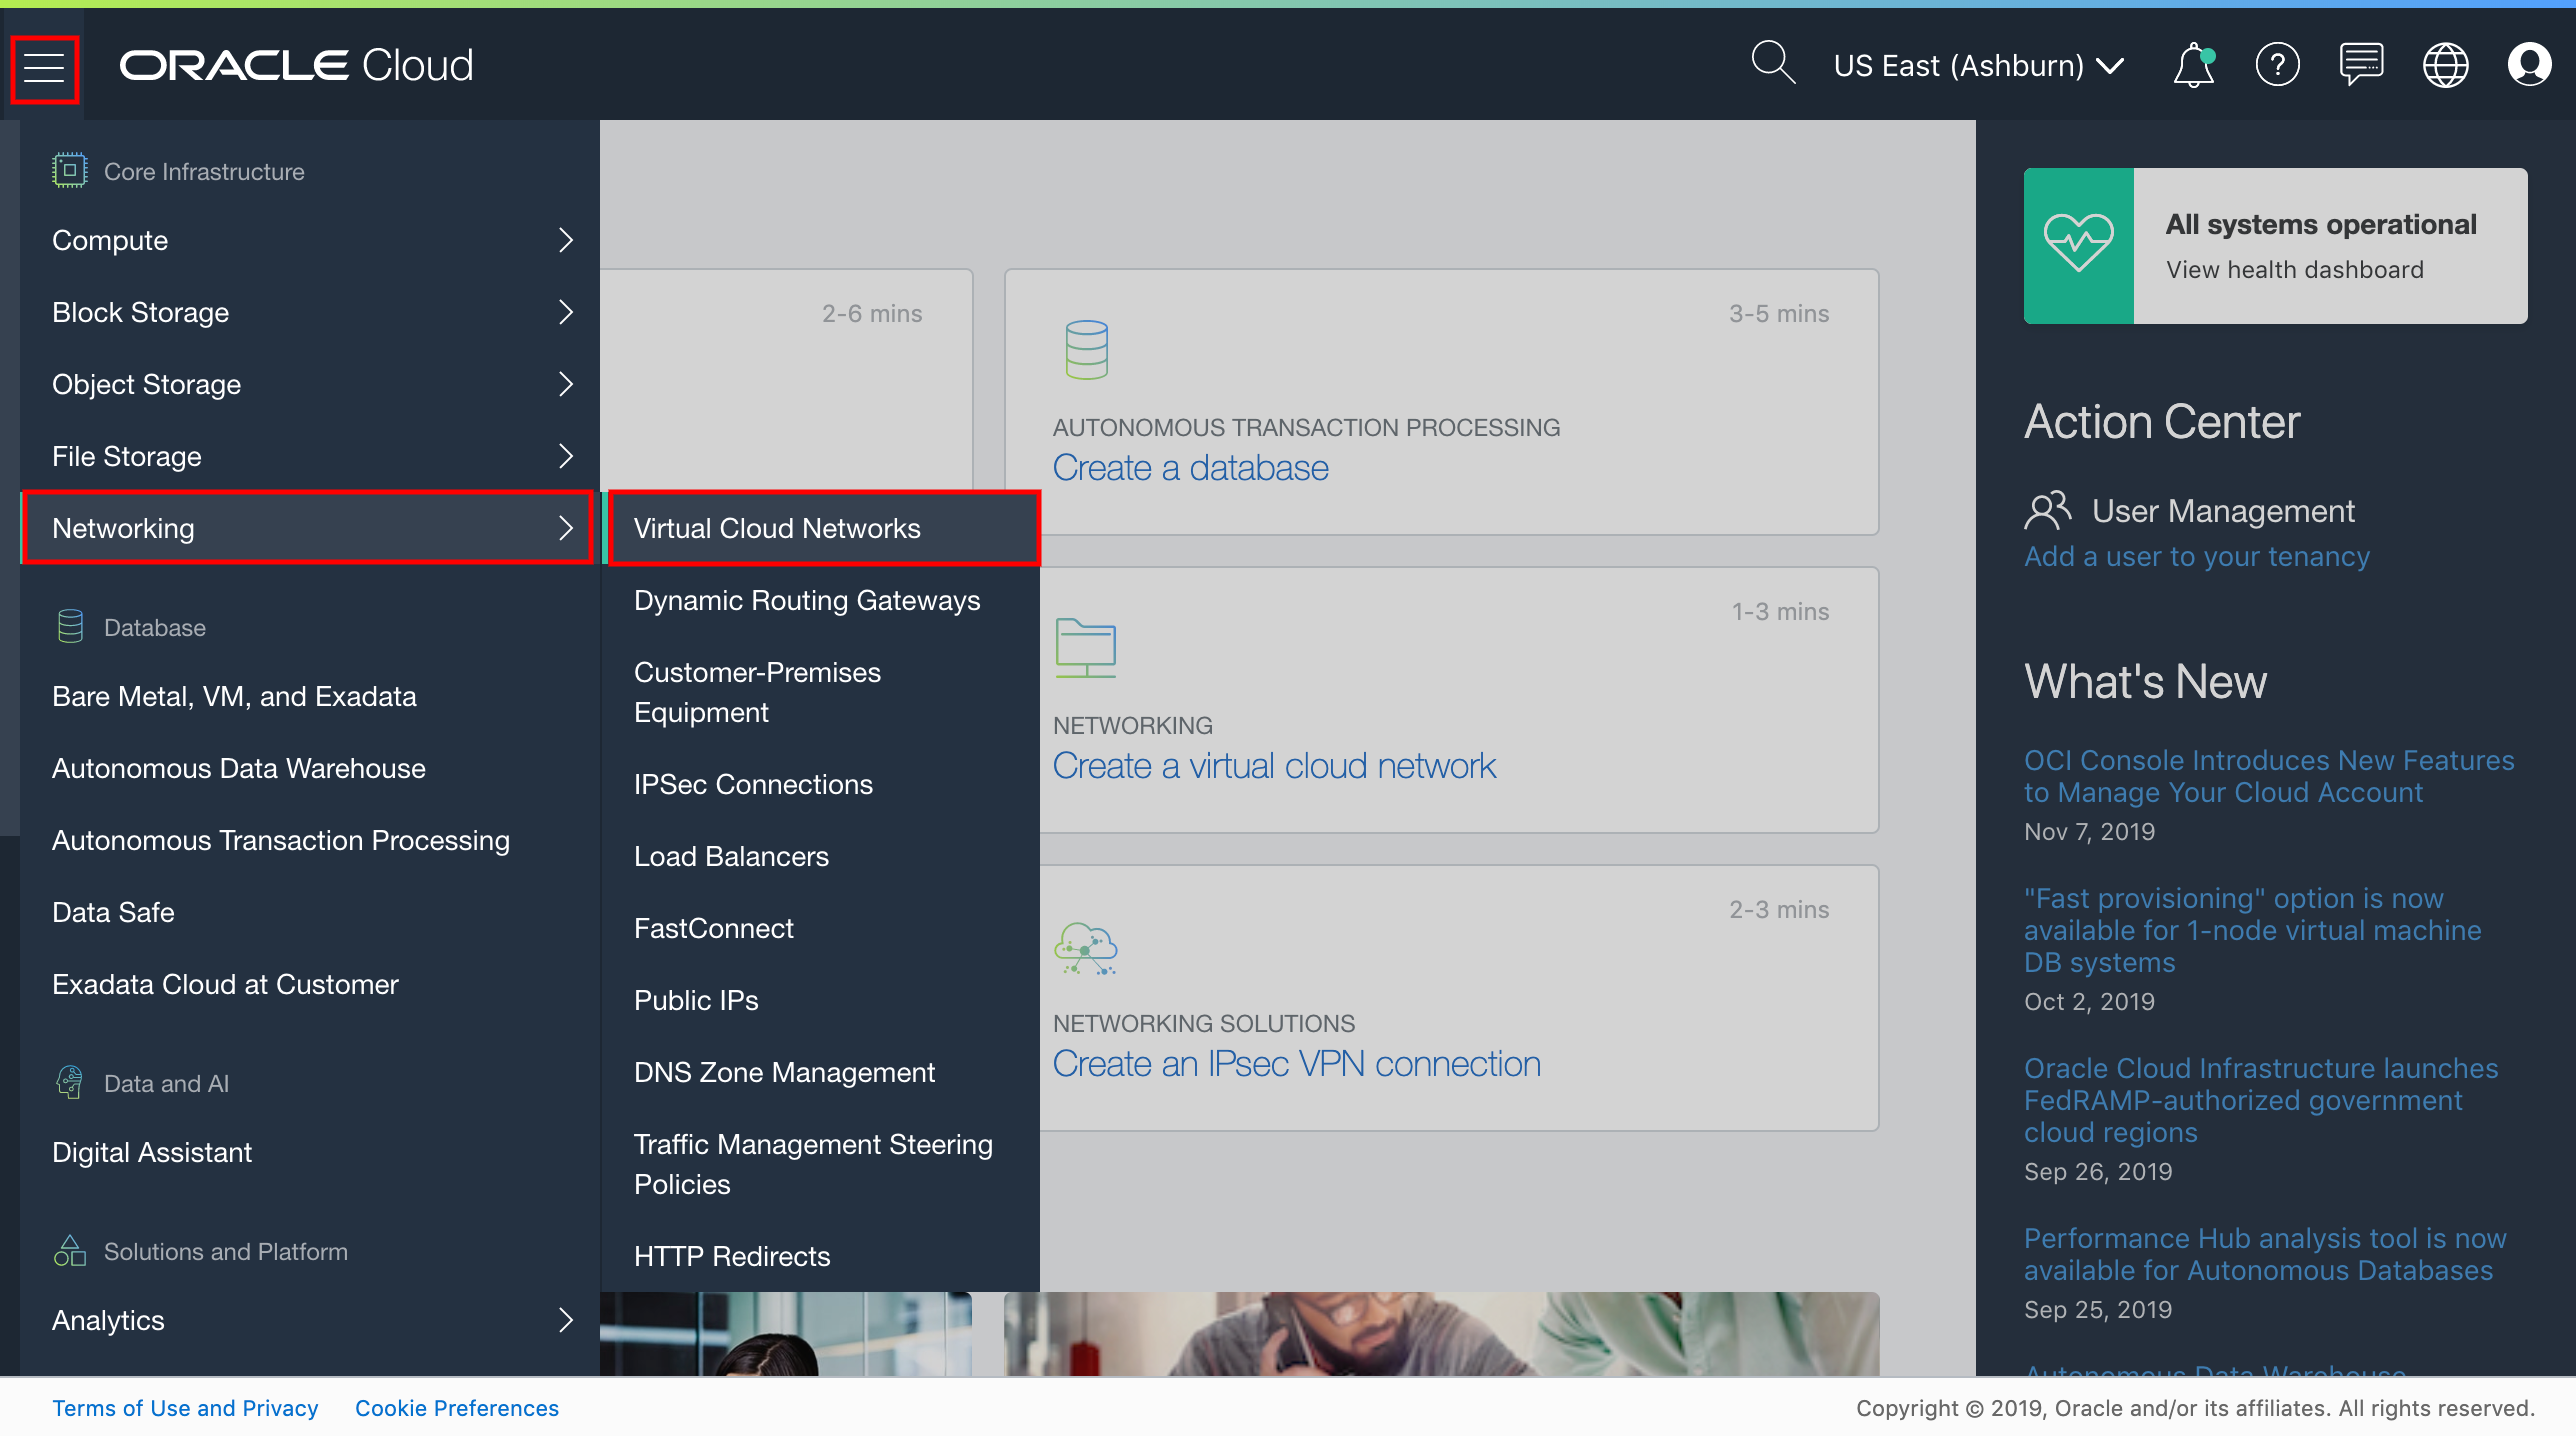 ORACLE Cloud
US East (Ashburn)
Core Infrastructure
Compute
Block Storage
Object Storage
File Storage
Networking
Database
Bare Metal, VM, and Exadata
Autonomous Data Warehouse
Autonomous Transaction Processing
Data Safe
Exadata Cloud at Customer
Data and AI
Digital Assistant
Solutions and Platform
Analytics
Virtual Cloud Networks
Dynamic Routing Gateways
Customer-Premises
Equipment
IPSec Connections
Load Balancers
FastConnect
Public IPs
DNS Zone Management
Traffic Management Steering
Policies
HTTP Redirects
2-6 mins
3-5 mins
AUTONOMOUS TRANSACTION PROCESSING
Create a database
1-3 mins
NETWORKING
Create a virtual cloud network
2-3 mins
NETWORKING SOLUTIONS
Create an IPsec VPN connection
All systems operational
View health dashboard
Action Center
User Management
Add a user to your tenancy
What's New
OCI Console Introduces New Features
to Manage Your Cloud Account
Nov 7, 2019
"Fast provisioning" option is now
available for 1-node virtual machine
DB systems
Oct 2, 2019
Oracle Cloud Infrastructure launches
FedRAMP-authorized government
cloud regions
Sep 26, 2019
Performance Hub analysis tool is now
available for Autonomous Databases
Sep 25, 2019
Autonomous Data Warehouse
Terms of Use and Privacy
Cookie Preferences
Copyright © 2019, Oracle and/or its affiliates. All rights reserved.